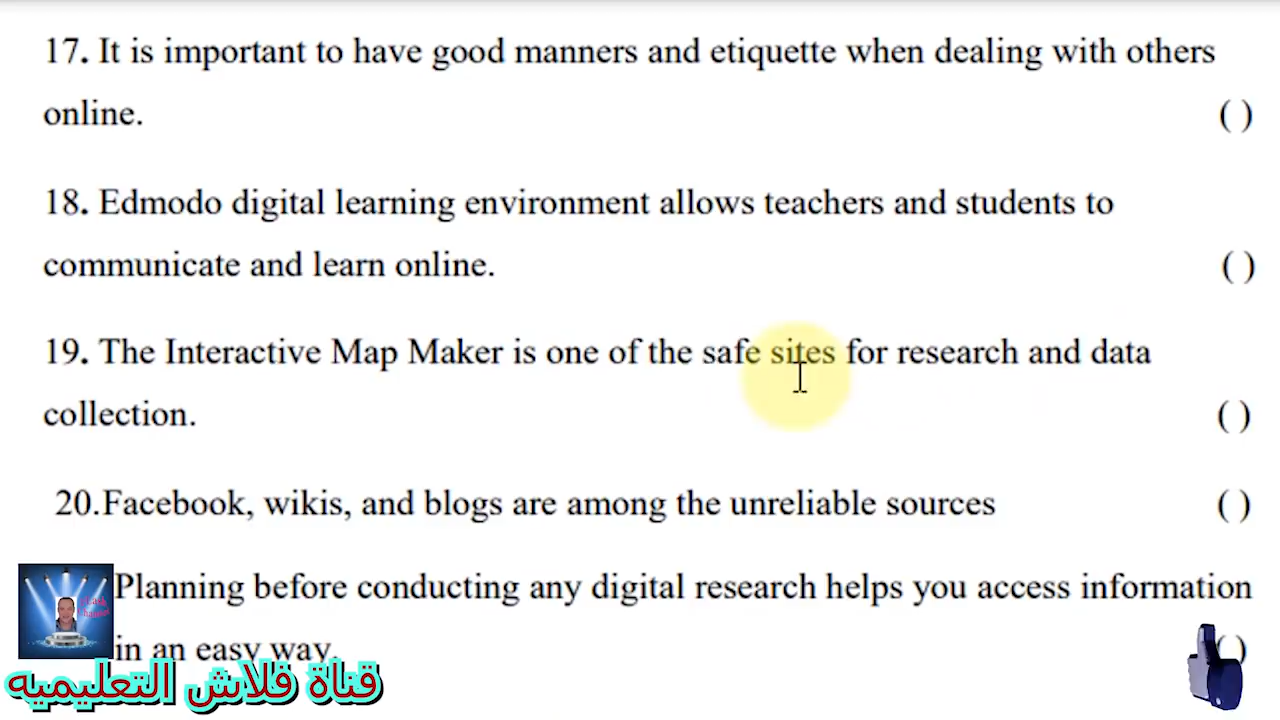 17. It is important to have good manners and etiquette when dealing with others
online. ( )
18. Edmodo digital learning environment allows teachers and students to
communicate and learn online. ( )
19. The Interactive Map Maker is one of the safe sites for research and data
collection. ( )
20.Facebook, wikis, and blogs are among the unreliable sources ( )
Planning before conducting any digital research helps you access information
in an easy way. ( )
قناة فلاش التعليميه